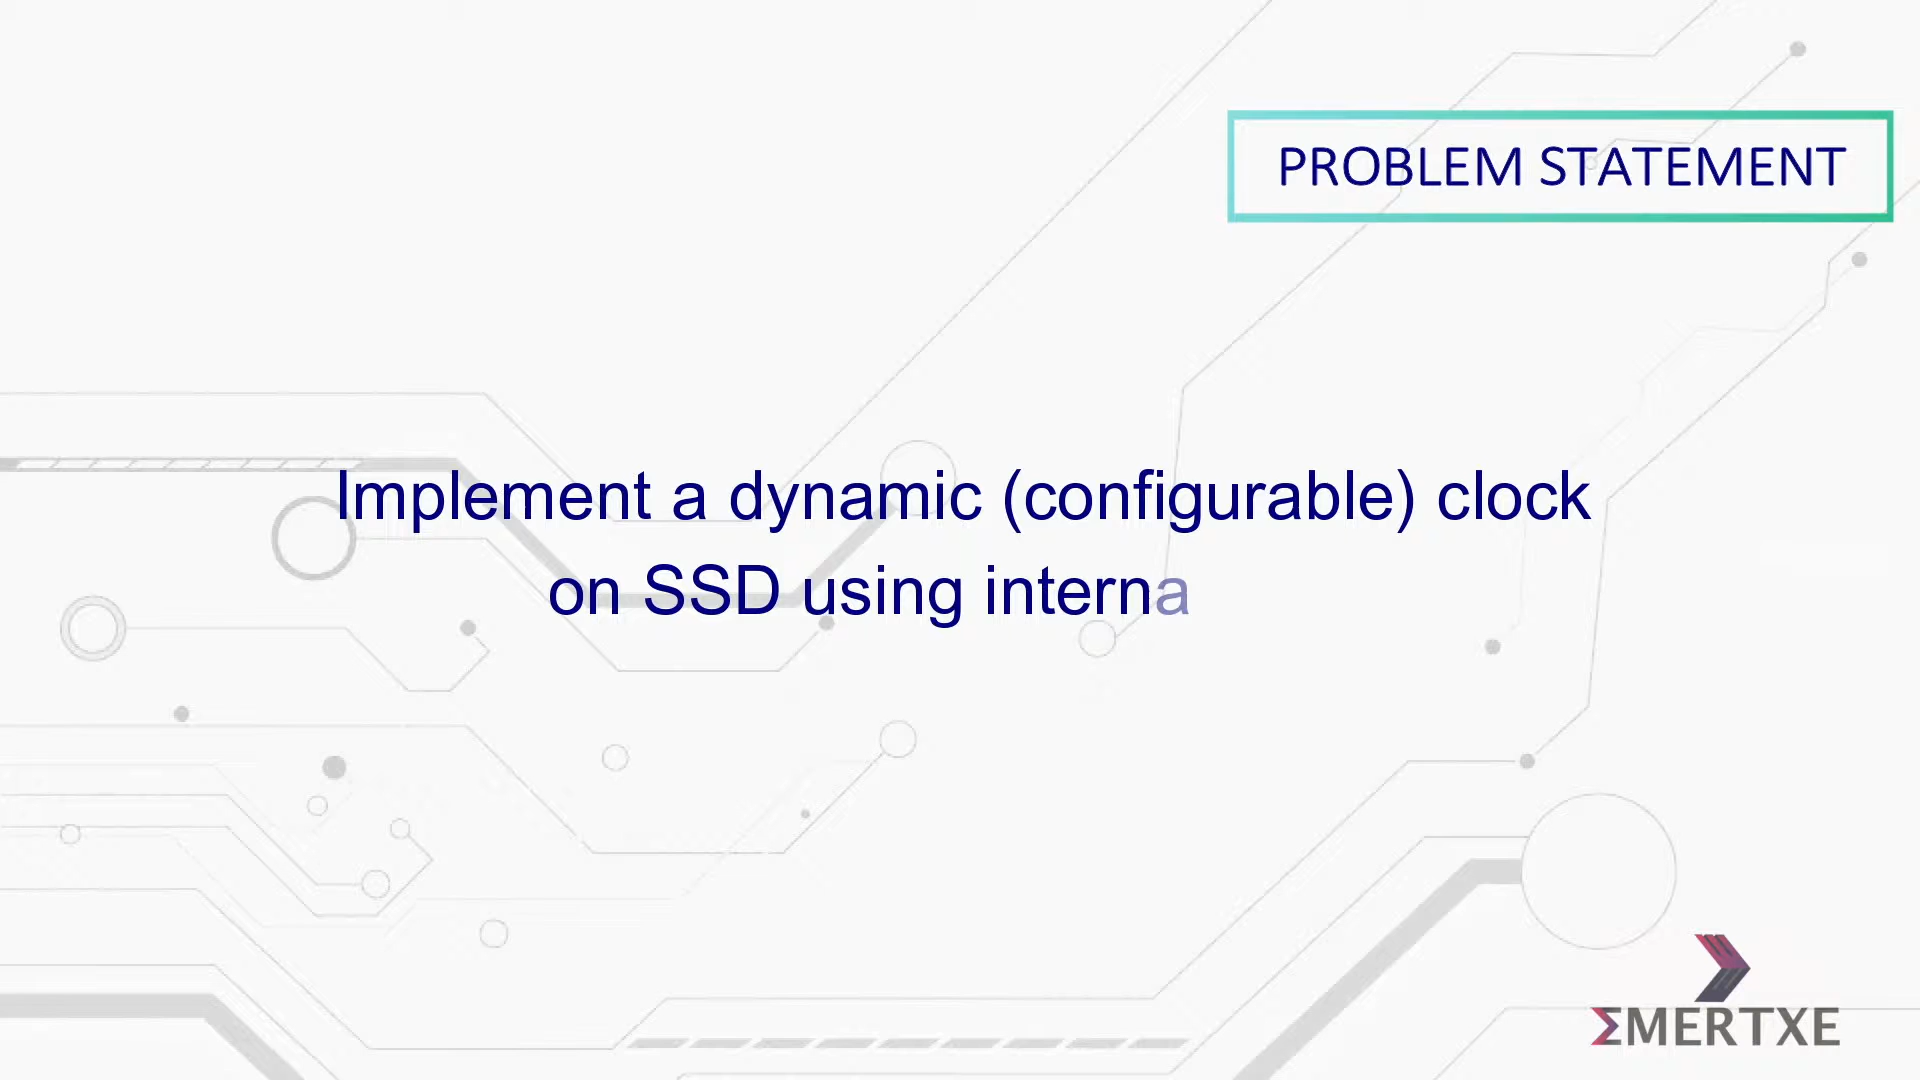 PROBLEM STATEMENT
Implement a dynamic (configurable) clock
on SSD using interna
ΣMERTXE